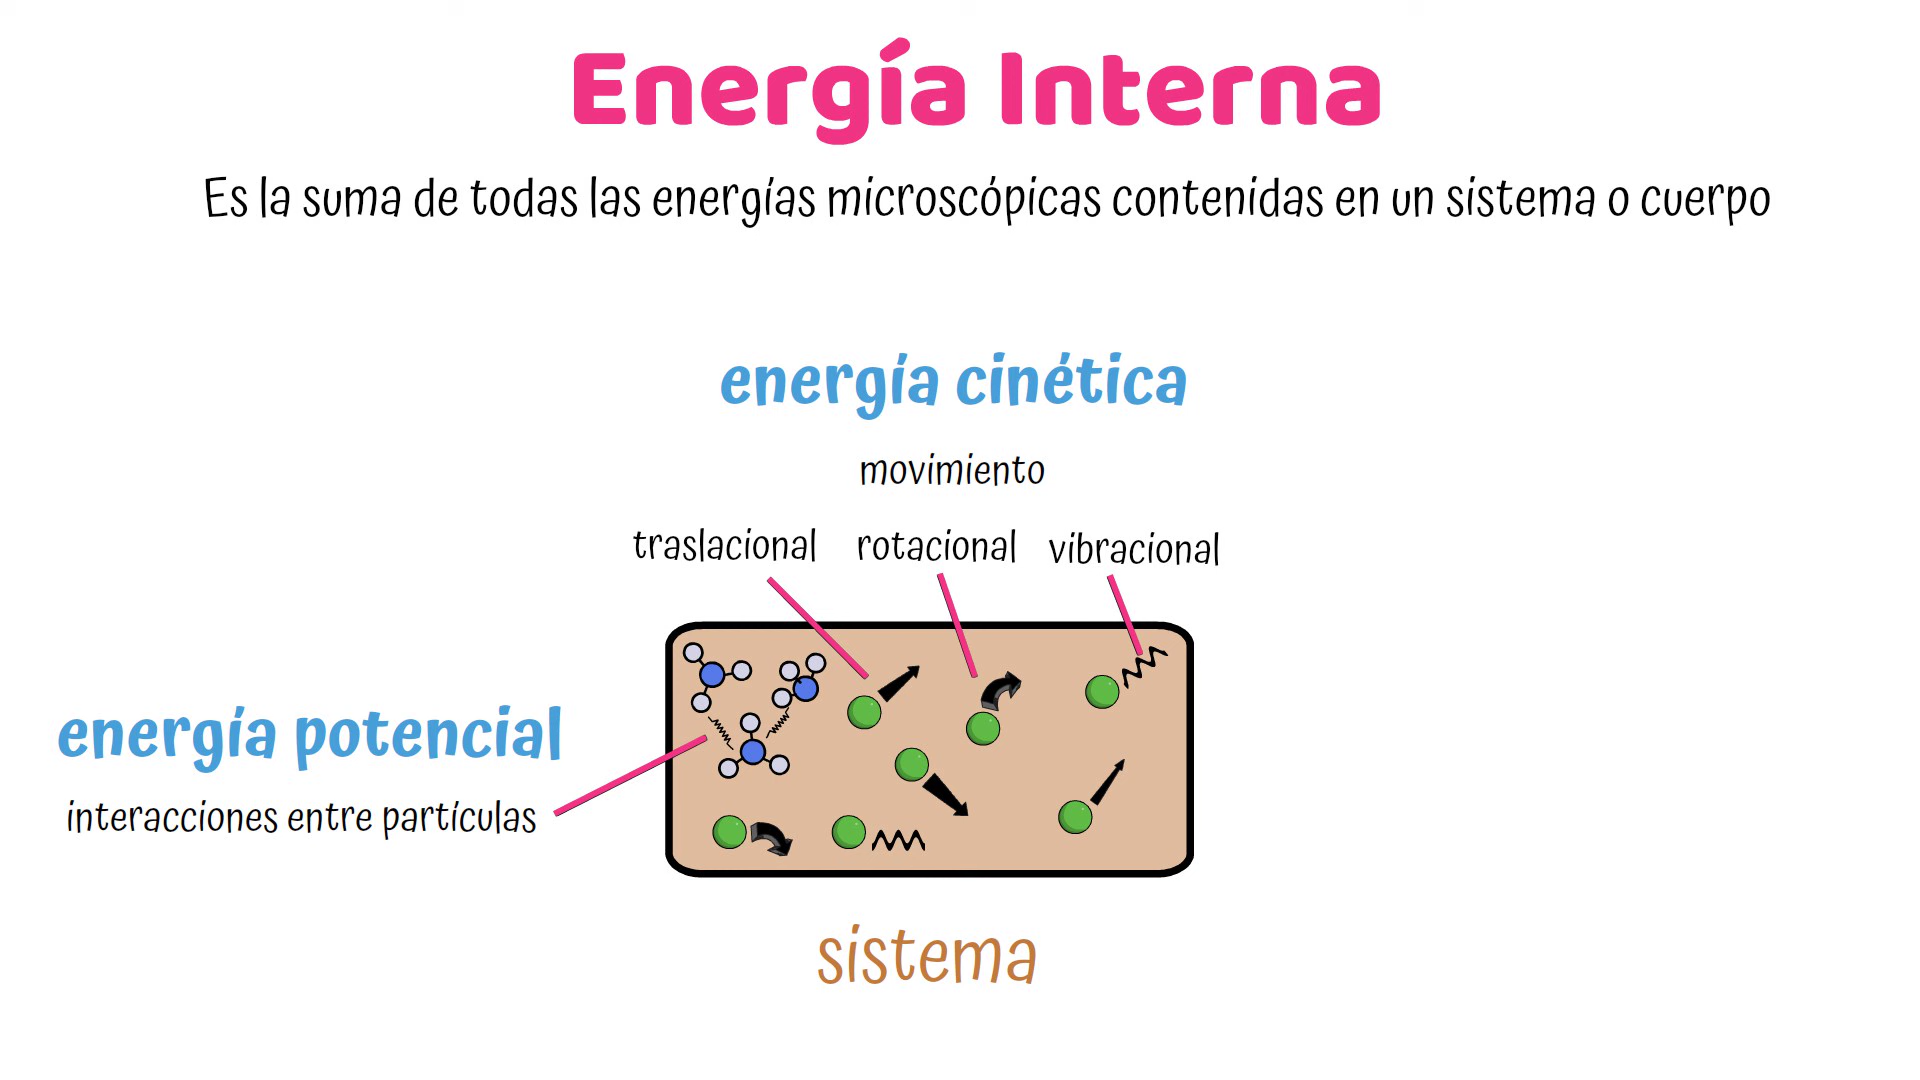 Energía Interna
Es la suma de todas las energías microscópicas contenidas en un sistema o cuerpo
energía cinética
movimiento
traslacional rotacional vibracional
energía potencial
interacciones entre partículas
sistema